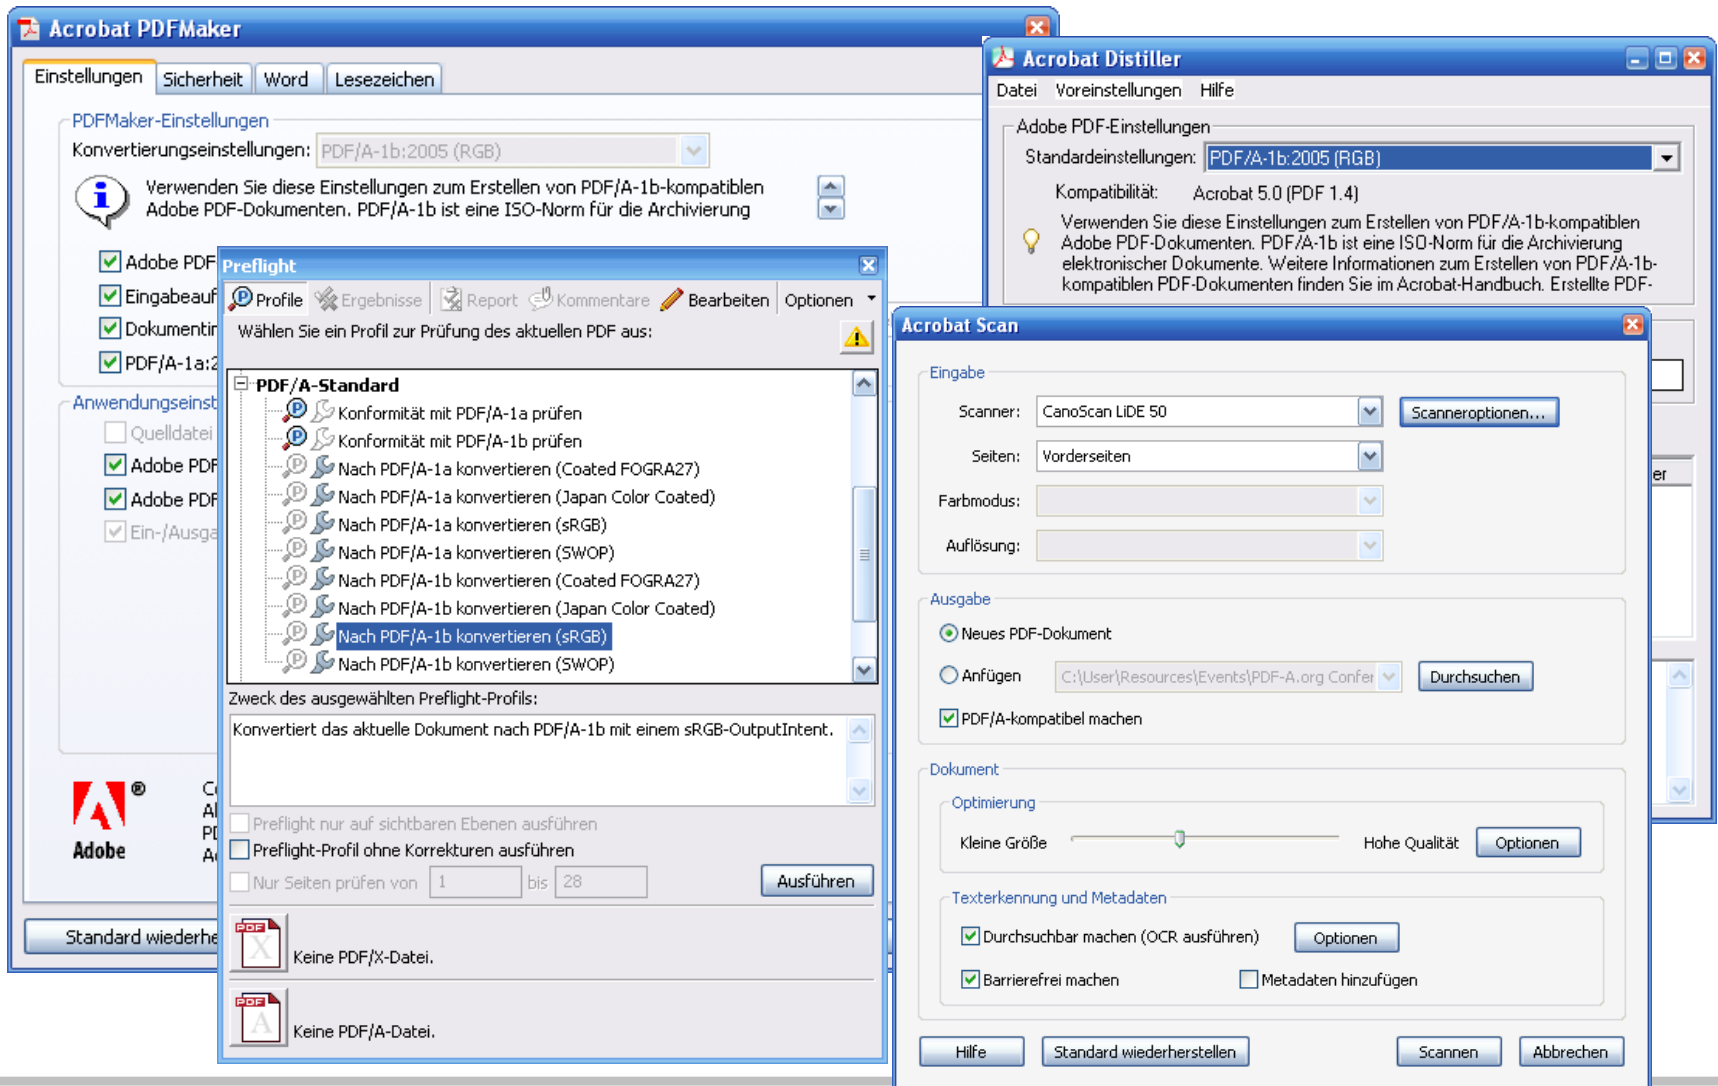 Acrobat PDFMaker
Einstellungen
Sicherheit
Word
Lesezeichen
PDFMaker-Einstellungen
Konvertierungseinstellungen: PDF/A-1b:2005 (RGB)
Verwenden Sie diese Einstellungen zum Erstellen von PDF/A-1b-kompatiblen
Adobe PDF-Dokumenten. PDF/A-1b ist eine ISO-Norm für die Archivierung
Adobe PDF
Eingabeauf
Dokumentin
PDF/A-1a:2
Anwendungseinst
Quelldatei
Adobe PDF
Adobe PDF
Ein-/Ausga
Adobe
®
Standard wiederhe
Preflight
Profile
Ergebnisse
Report
Kommentare
Bearbeiten
Optionen
Wählen Sie ein Profil zur Prüfung des aktuellen PDF aus:
PDF/A-Standard
Konformität mit PDF/A-1a prüfen
Konformität mit PDF/A-1b prüfen
Nach PDF/A-1a konvertieren (Coated FOGRA27)
Nach PDF/A-1a konvertieren (Japan Color Coated)
Nach PDF/A-1a konvertieren (sRGB)
Nach PDF/A-1a konvertieren (SWOP)
Nach PDF/A-1b konvertieren (Coated FOGRA27)
Nach PDF/A-1b konvertieren (Japan Color Coated)
Nach PDF/A-1b konvertieren (sRGB)
Nach PDF/A-1b konvertieren (SWOP)
Zweck des ausgewählten Preflight-Profils:
Konvertiert das aktuelle Dokument nach PDF/A-1b mit einem sRGB-OutputIntent.
Preflight nur auf sichtbaren Ebenen ausführen
Preflight-Profil ohne Korrekturen ausführen
Nur Seiten prüfen von 1 bis 28
Ausführen
PDF X
Keine PDF/X-Datei.
PDF A
Keine PDF/A-Datei.
Acrobat Distiller
Datei Voreinstellungen Hilfe
Adobe PDF-Einstellungen
Standardeinstellungen: PDF/A-1b:2005 (RGB)
Kompatibilität: Acrobat 5.0 (PDF 1.4)
Verwenden Sie diese Einstellungen zum Erstellen von PDF/A-1b-kompatiblen
Adobe PDF-Dokumenten. PDF/A-1b ist eine ISO-Norm für die Archivierung
elektronischer Dokumente. Weitere Informationen zum Erstellen von PDF/A-1b-
kompatiblen PDF-Dokumenten finden Sie im Acrobat-Handbuch. Erstellte PDF-
er
Acrobat Scan
Eingabe
Scanner: CanoScan LiDE 50
Scanneroptionen...
Seiten: Vorderseiten
Farbmodus:
Auflösung:
Ausgabe
Neues PDF-Dokument
Anfügen C:\User\Resources\Events\PDF-A.org Confer
Durchsuchen
PDF/A-kompatibel machen
Dokument
Optimierung
Kleine Größe
Hohe Qualität
Optionen
Texterkennung und Metadaten
Durchsuchbar machen (OCR ausführen)
Optionen
Barrierefrei machen
Metadaten hinzufügen
Hilfe
Standard wiederherstellen
Scannen
Abbrechen